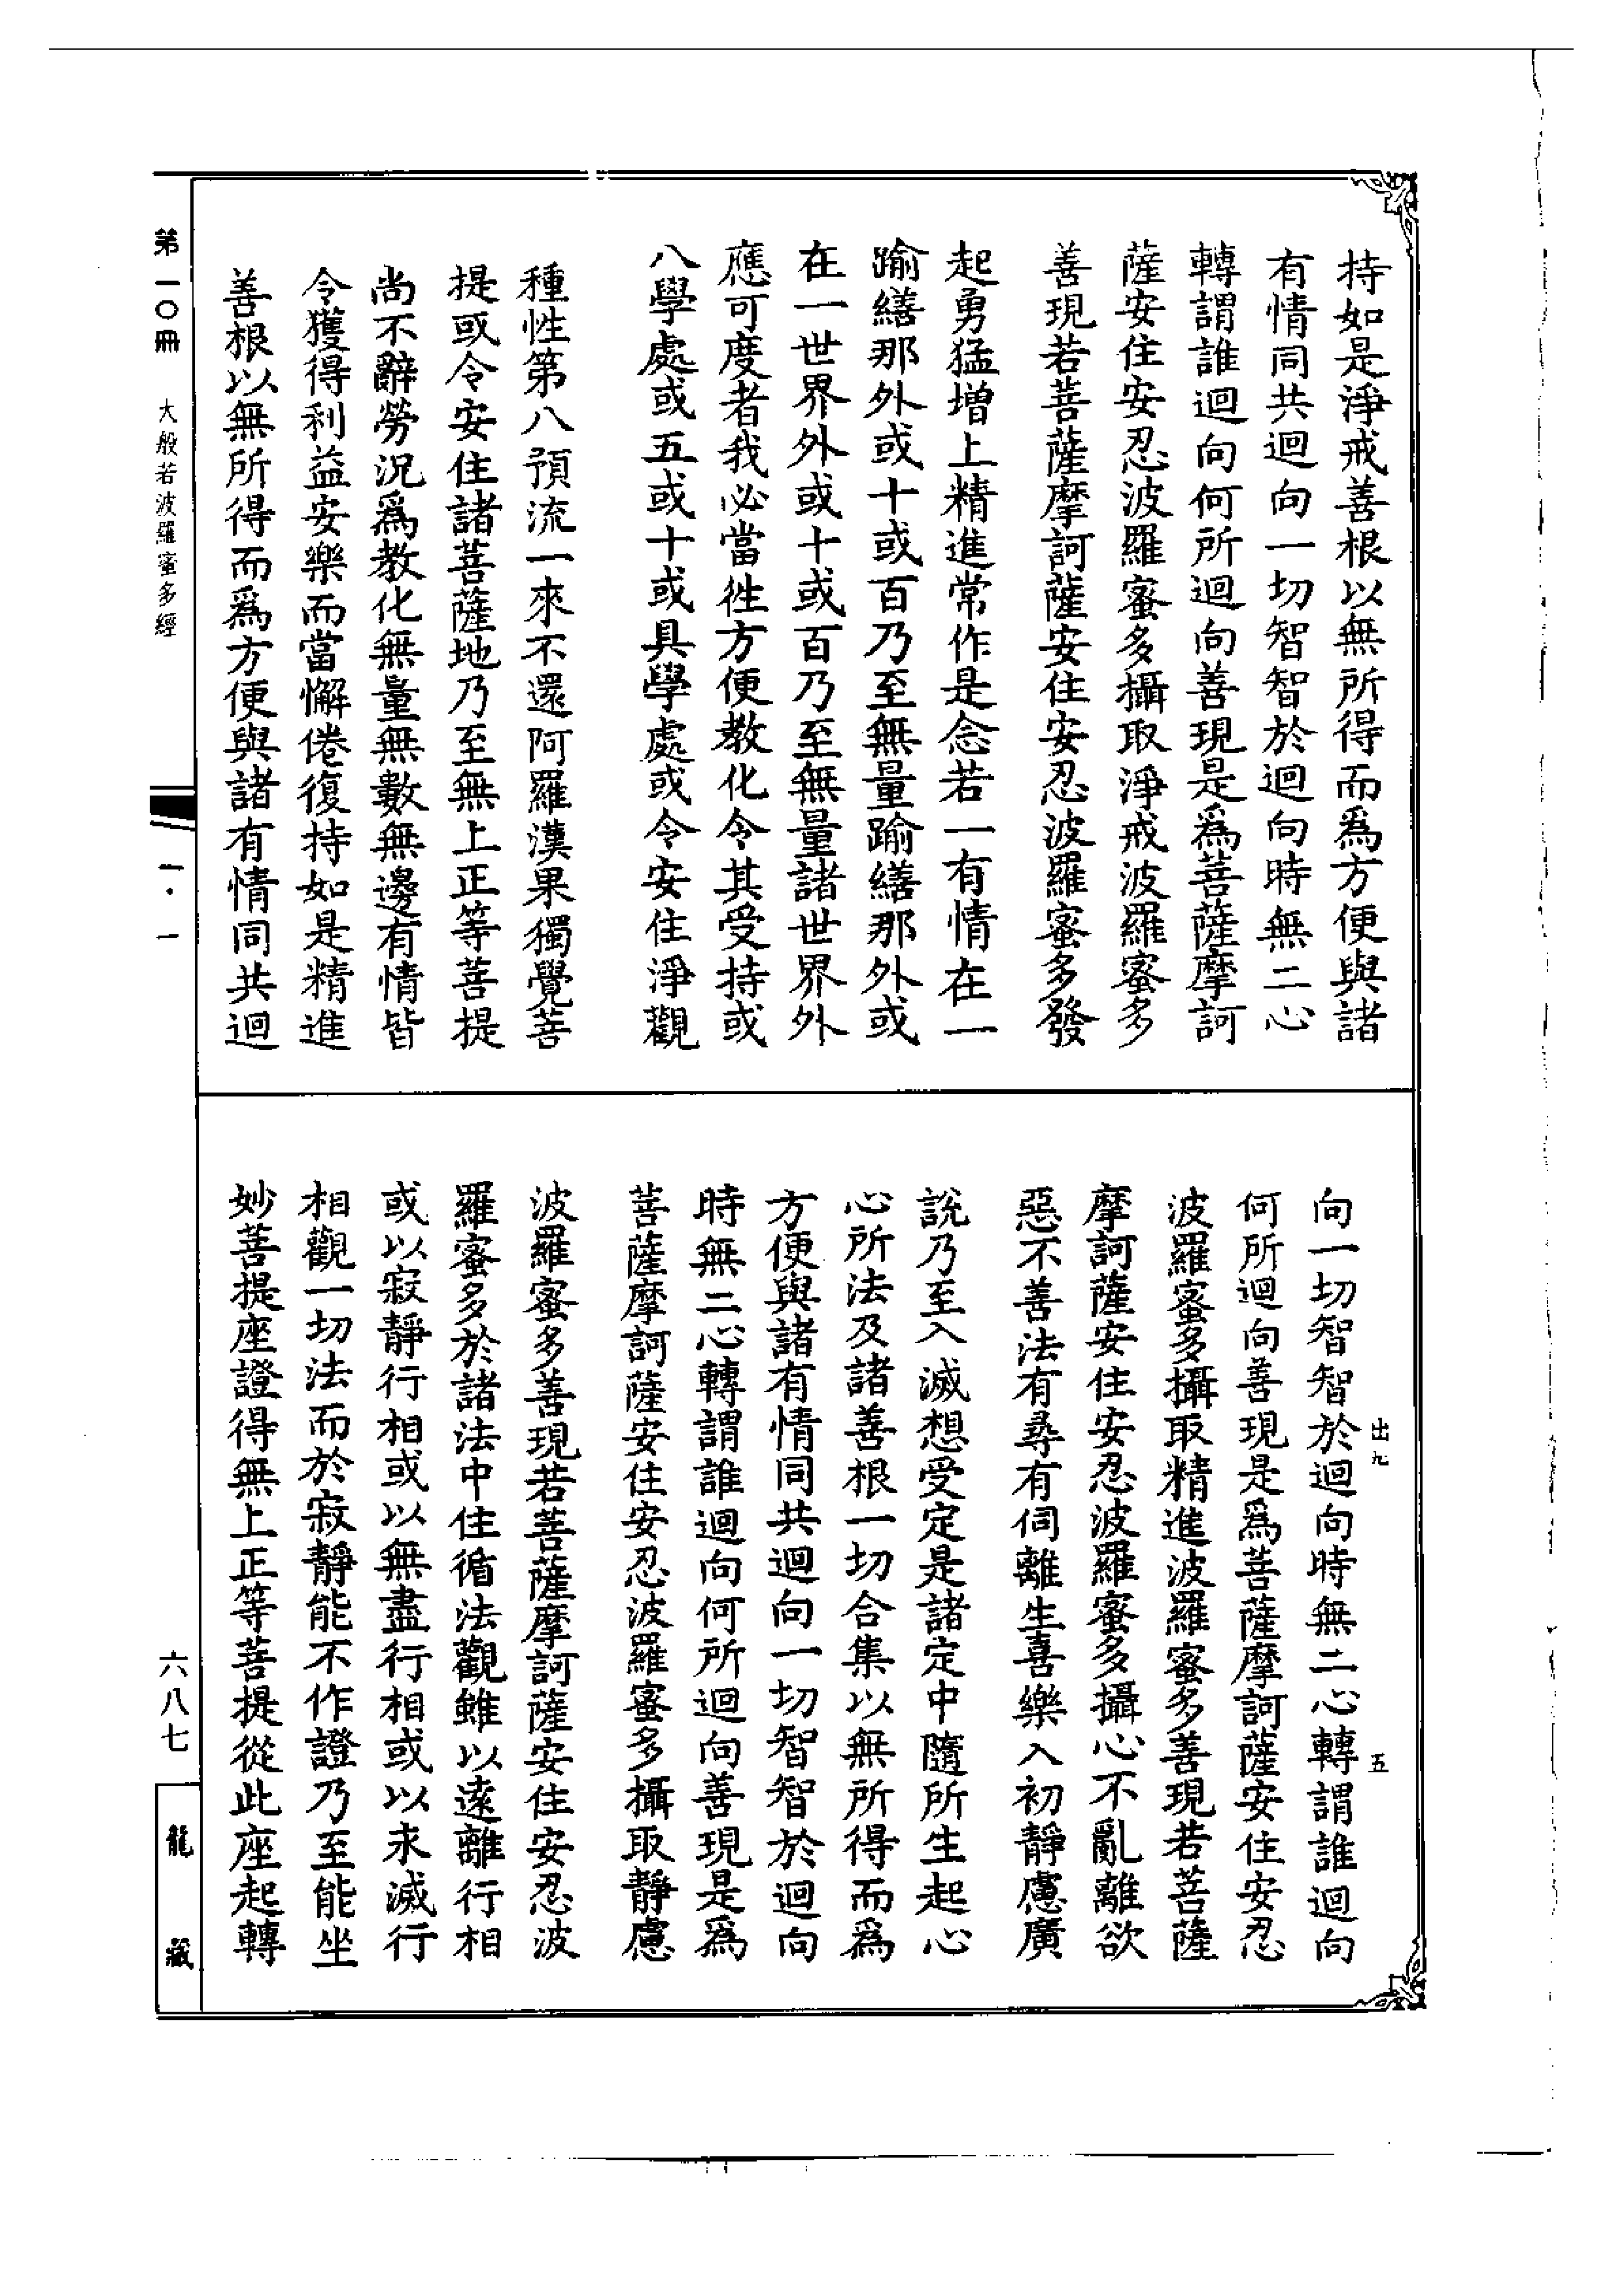 持如是淨戒善根以無所得而爲方便與諸
有情同共迴向一切智智於迴向時無二心
轉謂誰迴向何所迴向善現是爲菩薩摩訶
薩安住安忍波羅蜜多攝取淨戒波羅蜜多
善現若菩薩摩訶薩安住安忍波羅蜜多發
起勇猛增上精進常作是念若一有情在一
踰繕那外或十或百乃至無量踰繕那外或
在一世界外或十或百乃至無量諸世界外
應可度者我必當徃方便教化令其受持或
八學處或五或十或具學處或令安住淨觀
種性第八預流一來不還阿羅漢果獨覺菩
提或令安住諸菩薩地乃至無上正等菩提
尚不辭勞況爲教化無量無數無邊有情皆
令獲得利益安樂而當懈倦復持如是精進
善根以無所得而爲方便與諸有情同共迴
向一切智智於迴向時無二心轉謂誰迴向
何所迴向善現是爲菩薩摩訶薩安住安忍
波羅蜜多攝取精進波羅蜜多善現若菩薩
摩訶薩安住安忍波羅蜜多攝心不亂離欲
惡不善法有尋有伺離生喜樂入初靜慮廣
說乃至入滅想受定是諸定中隨所生起心
心所法及諸善根一切合集以無所得而爲
方便與諸有情同共迴向一切智智於迴向
時無二心轉謂誰迴向何所迴向善現是爲
菩薩摩訶薩安住安忍波羅蜜多攝取靜慮
波羅蜜多善現若菩薩摩訶薩安住安忍波
羅蜜多於諸法中住循法觀雖以遠離行相
或以寂靜行相或以無盡行相或以永滅行
相觀一切法而於寂靜能不作證乃至能坐
妙菩提座證得無上正等菩提從此座起轉
出九
五
第一〇冊
大般若波羅蜜多經
一·一
六八七
龍藏